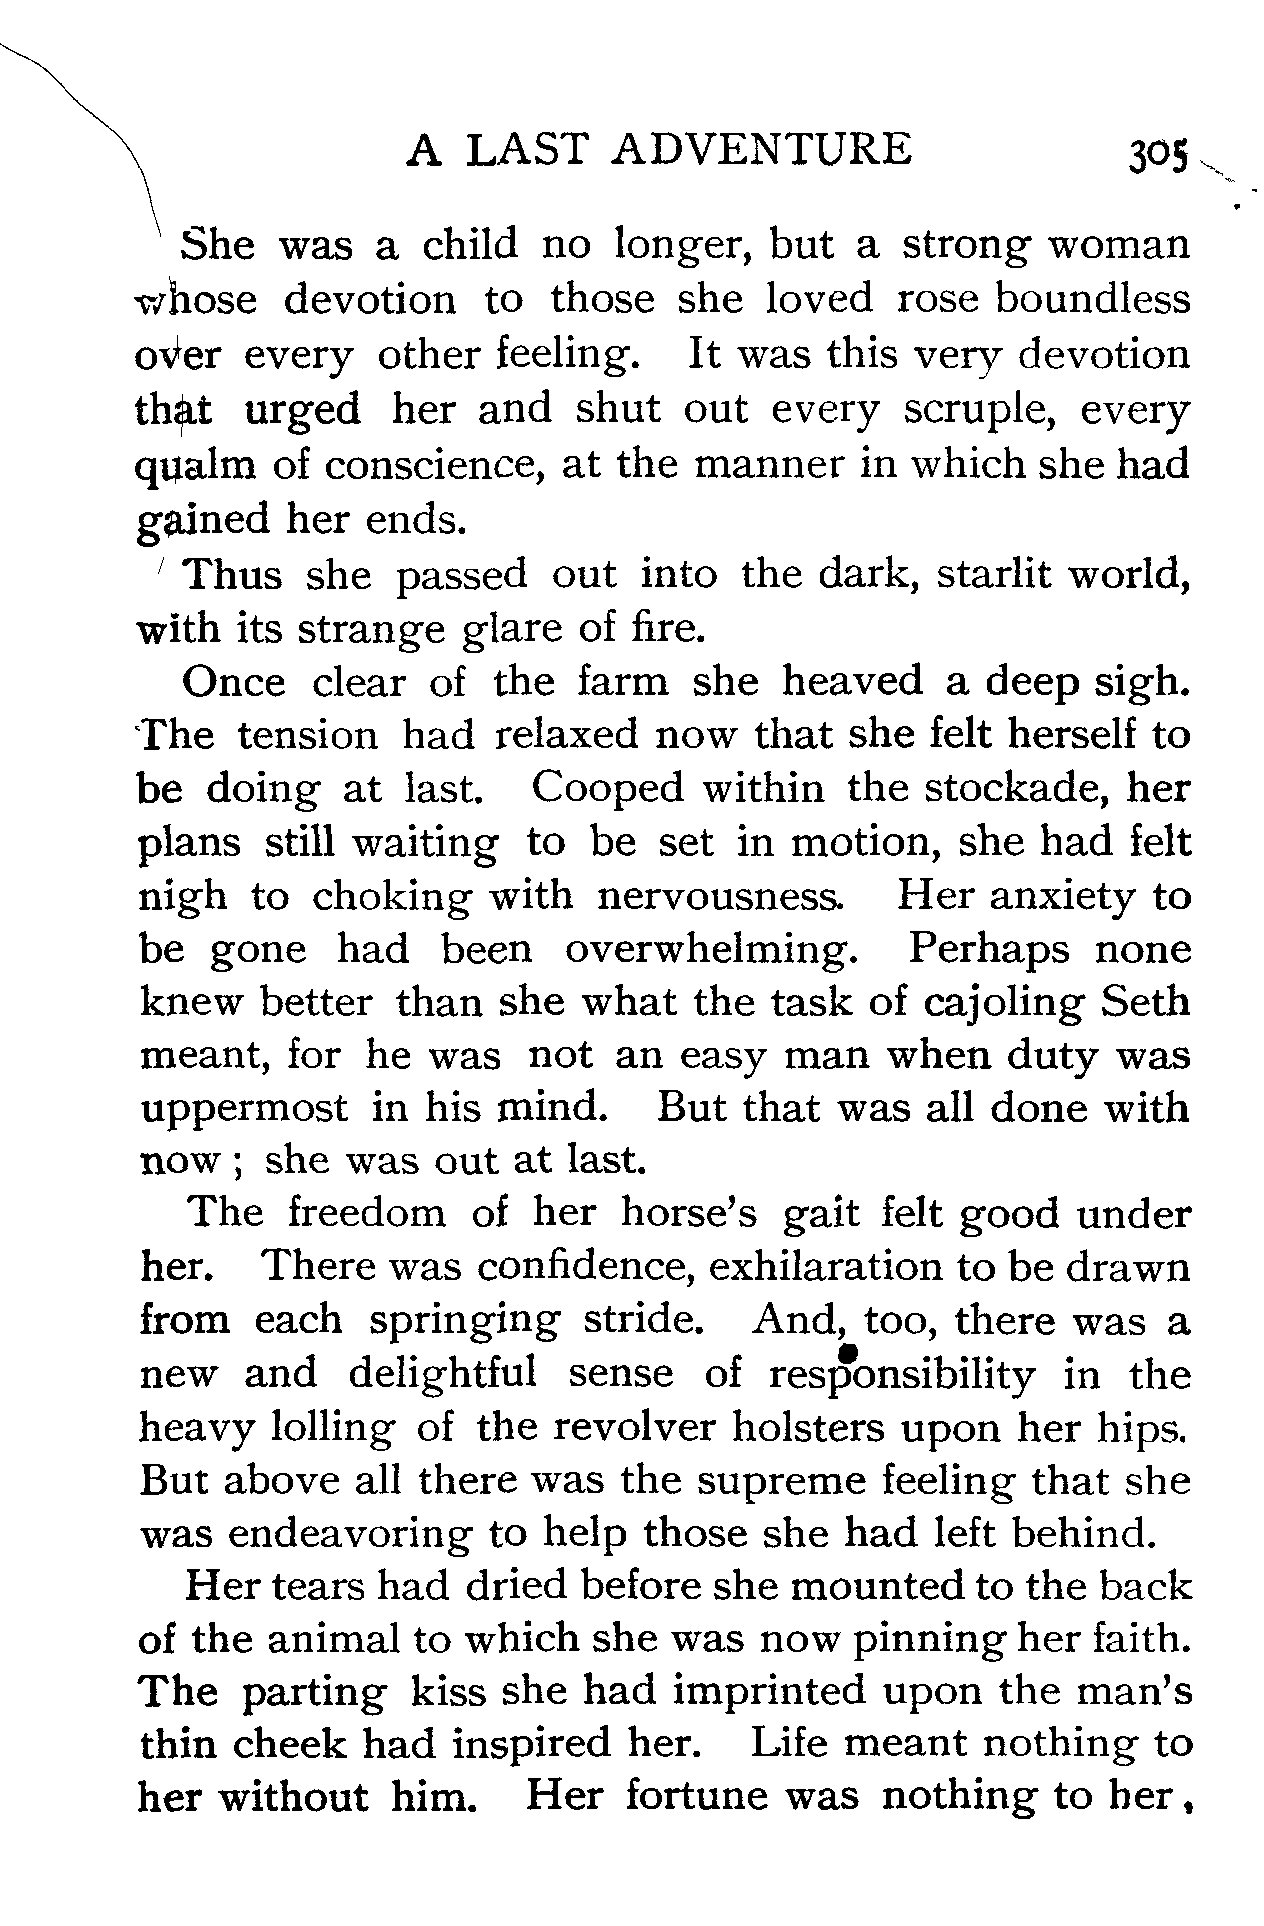 A LAST ADVENTURE 305
She was a child no longer, but a strong woman
whose devotion to those she loved rose boundless
over every other feeling. It was this very devotion
that urged her and shut out every scruple, every
qualm of conscience, at the manner in which she had
gained her ends.
Thus she passed out into the dark, starlit world,
with its strange glare of fire.
Once clear of the farm she heaved a deep sigh.
The tension had relaxed now that she felt herself to
be doing at last. Cooped within the stockade, her
plans still waiting to be set in motion, she had felt
nigh to choking with nervousness. Her anxiety to
be gone had been overwhelming. Perhaps none
knew better than she what the task of cajoling Seth
meant, for he was not an easy man when duty was
uppermost in his mind. But that was all done with
now ; she was out at last.
The freedom of her horse's gait felt good under
her. There was confidence, exhilaration to be drawn
from each springing stride. And, too, there was a
new and delightful sense of responsibility in the
heavy lolling of the revolver holsters upon her hips.
But above all there was the supreme feeling that she
was endeavoring to help those she had left behind.
Her tears had dried before she mounted to the back
of the animal to which she was now pinning her faith.
The parting kiss she had imprinted upon the man's
thin cheek had inspired her. Life meant nothing to
her without him. Her fortune was nothing to her,